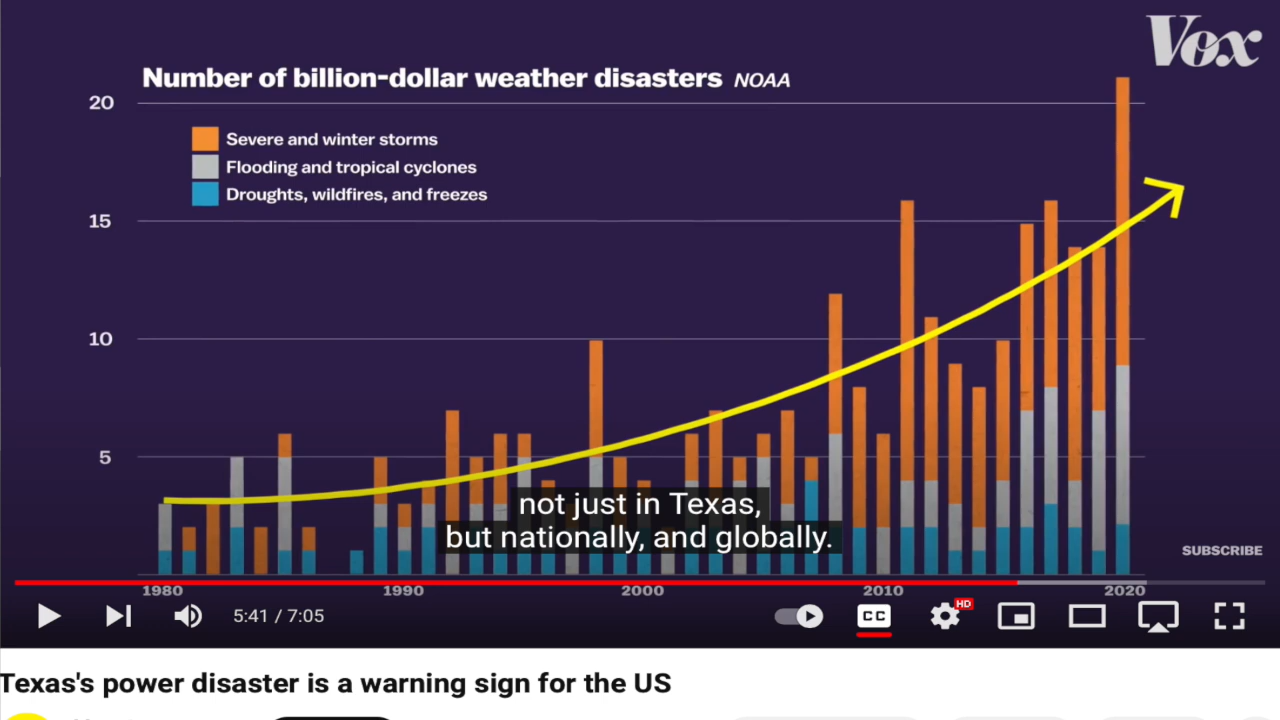 Vox
Number of billion-dollar weather disasters NOAA
20
Severe and winter storms
Flooding and tropical cyclones
Droughts, wildfires, and freezes
15
10
5
not just in Texas,
but nationally, and globally.
SUBSCRIBE
1980 1990 2000 2010 2020
5:41 / 7:05
CC
HD
Texas's power disaster is a warning sign for the US